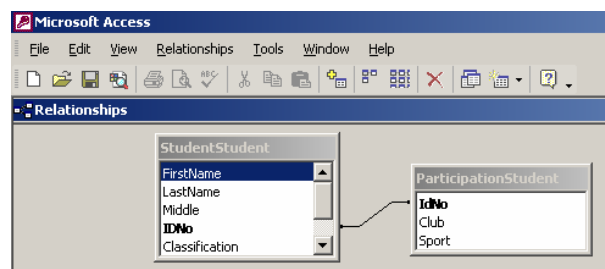 Microsoft Access
File Edit View Relationships Tools Window Help
ABC
Relationships
StudentStudent
FirstName
LastName
Middle
IDNo
Classification
ParticipationStudent
IdNo
Club
Sport